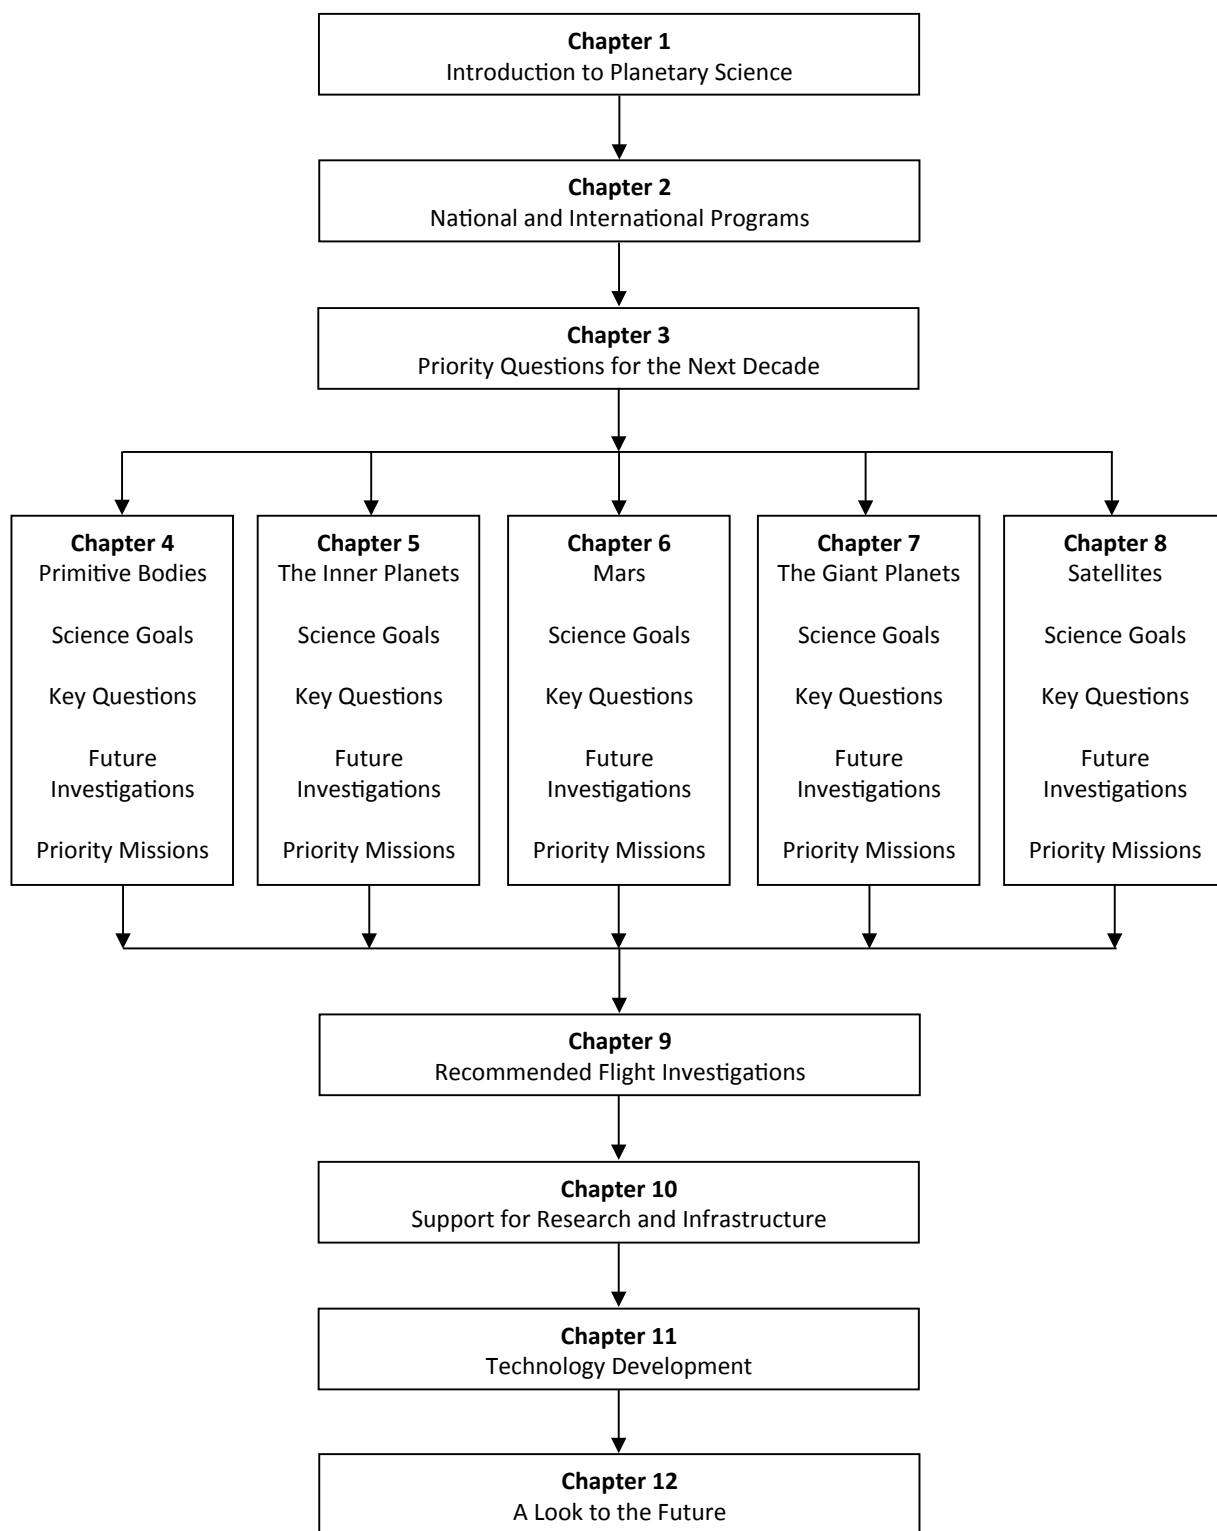 Chapter 1
Introduction to Planetary Science
Chapter 2
National and International Programs
Chapter 3
Priority Questions for the Next Decade
Chapter 4
Primitive Bodies
Science Goals
Key Questions
Future
Investigations
Priority Missions
Chapter 5
The Inner Planets
Science Goals
Key Questions
Future
Investigations
Priority Missions
Chapter 6
Mars
Science Goals
Key Questions
Future
Investigations
Priority Missions
Chapter 7
The Giant Planets
Science Goals
Key Questions
Future
Investigations
Priority Missions
Chapter 8
Satellites
Science Goals
Key Questions
Future
Investigations
Priority Missions
Chapter 9
Recommended Flight Investigations
Chapter 10
Support for Research and Infrastructure
Chapter 11
Technology Development
Chapter 12
A Look to the Future